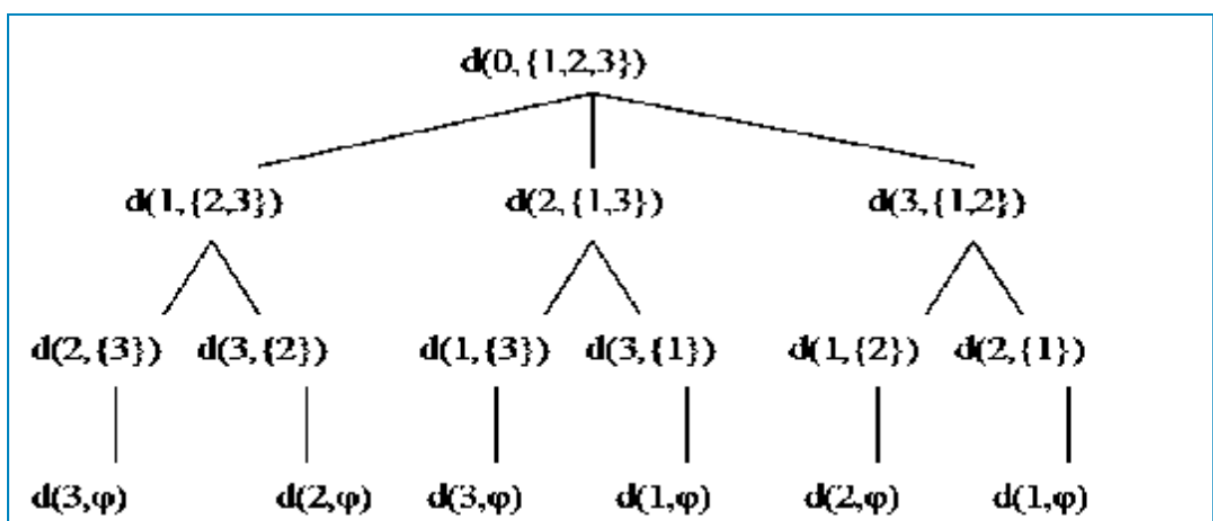 d(0,{1,2,3})
d(1,{2,3}) d(2,{1,3}) d(3,{1,2})
d(2,{3}) d(3,{2}) d(1,{3}) d(3,{1}) d(1,{2}) d(2,{1})
d(3,φ) d(2,φ) d(3,φ) d(1,φ) d(2,φ) d(1,φ)